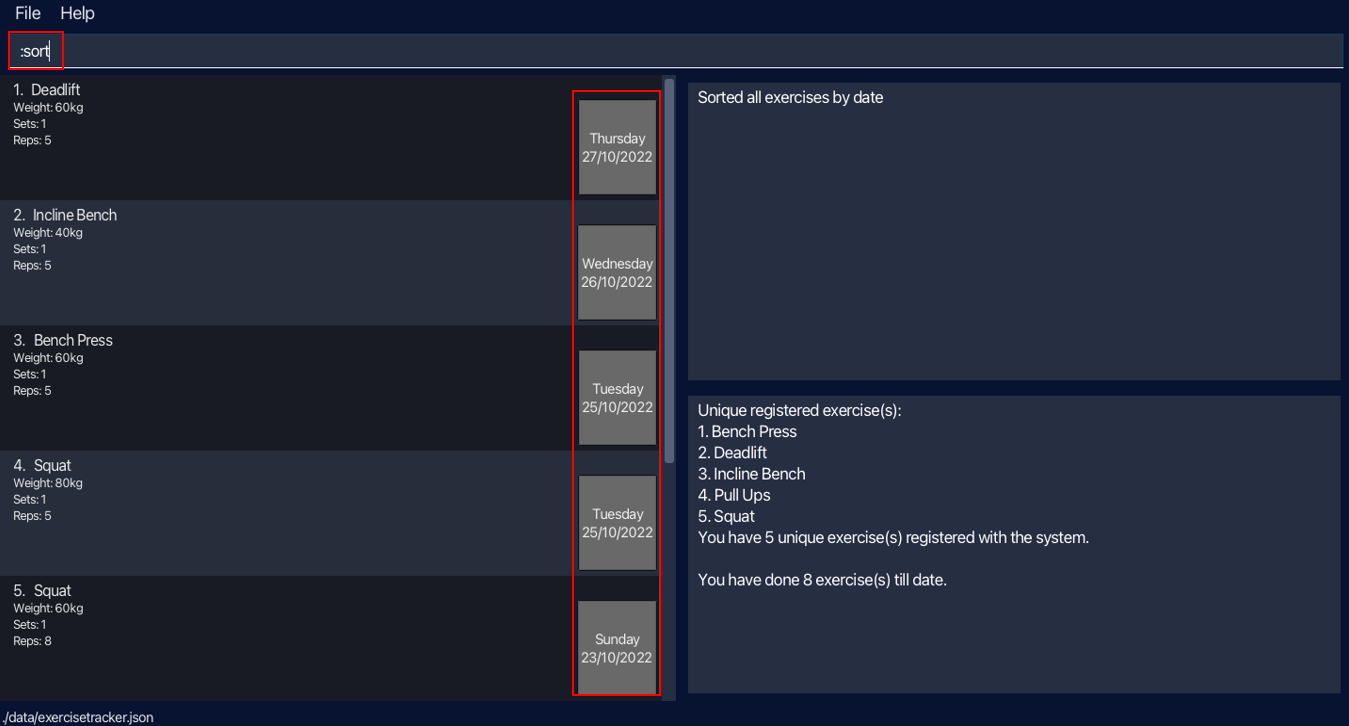 File Help
:sort
1. Deadlift
Weight: 60kg
Sets: 1
Reps: 5
Thursday
27/10/2022
2. Incline Bench
Weight: 40kg
Sets: 1
Reps: 5
Wednesday
26/10/2022
3. Bench Press
Weight: 60kg
Sets: 1
Reps: 5
Tuesday
25/10/2022
4. Squat
Weight: 80kg
Sets: 1
Reps: 5
Tuesday
25/10/2022
5. Squat
Weight: 60kg
Sets: 1
Reps: 8
Sunday
23/10/2022
Sorted all exercises by date
Unique registered exercise(s):
1. Bench Press
2. Deadlift
3. Incline Bench
4. Pull Ups
5. Squat
You have 5 unique exercise(s) registered with the system.
You have done 8 exercise(s) till date.
./data/exercisetracker.json